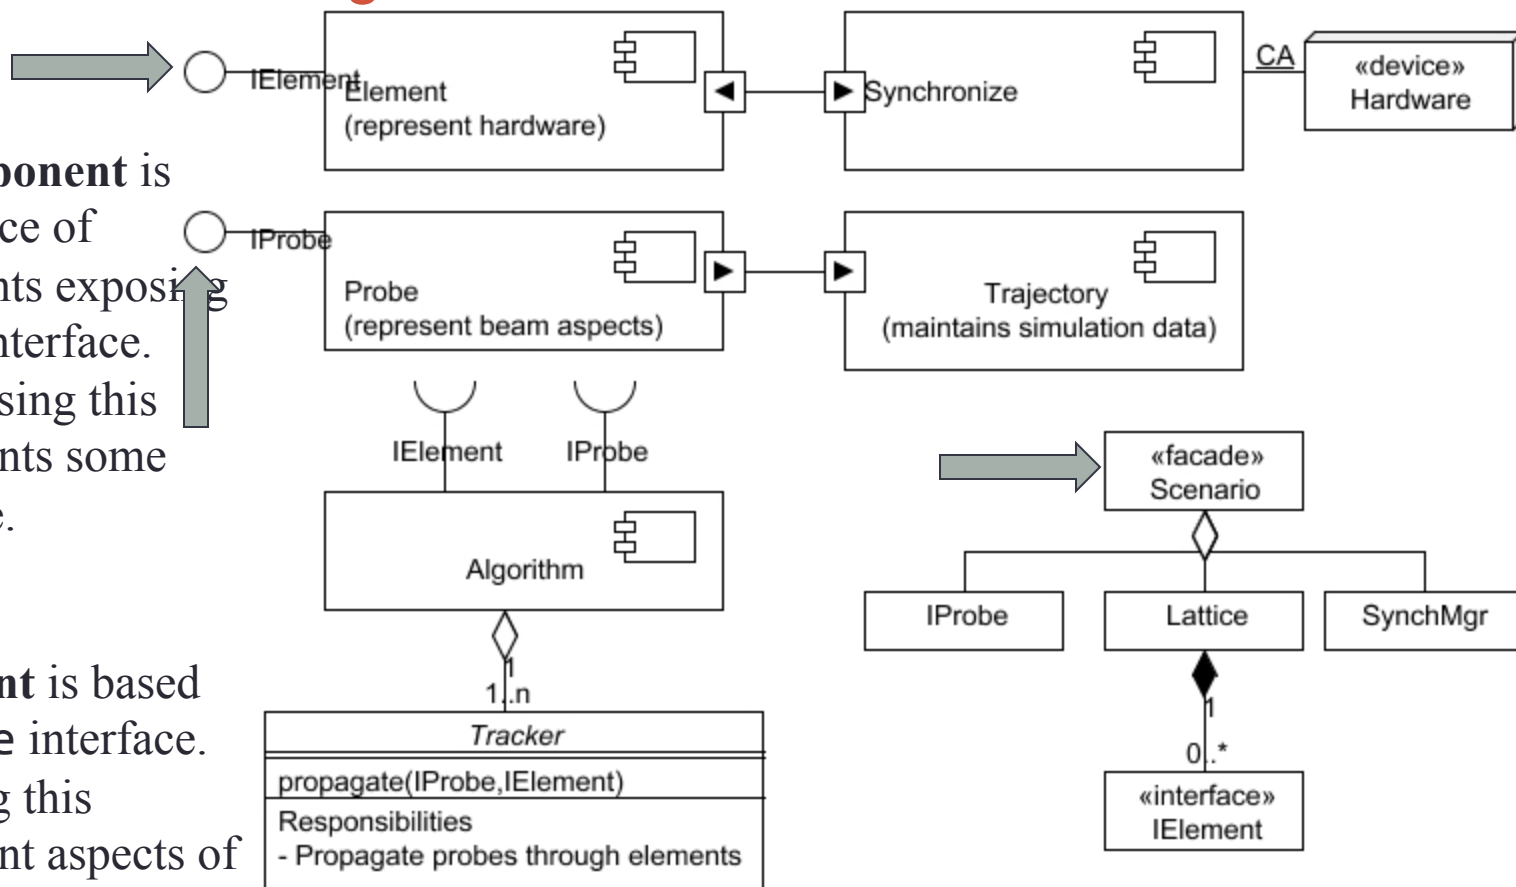 IElement
Element
(represent hardware)
Synchronize
CA
«device»
Hardware
ponent is
ce of
nts exposing
nterface.
sing this
nts some
e.
IProbe
Probe
(represent beam aspects)
Trajectory
(maintains simulation data)
IElement
IProbe
Algorithm
1
1..n
Tracker
propagate(IProbe,IElement)
Responsibilities
- Propagate probes through elements
«facade»
Scenario
IProbe
Lattice
SynchMgr
1
0..*
«interface»
IElement
nt is based
e interface.
g this
nt aspects of